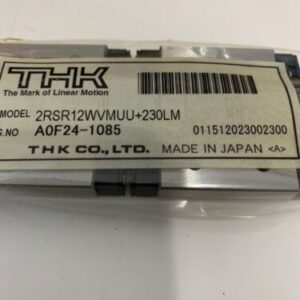 THK
The Mark of Linear Motion
MODEL 2RSR12WVMUU+230LM
S.NO A0F24-1085
011512023002300
THK CO., LTD. MADE IN JAPAN <A>